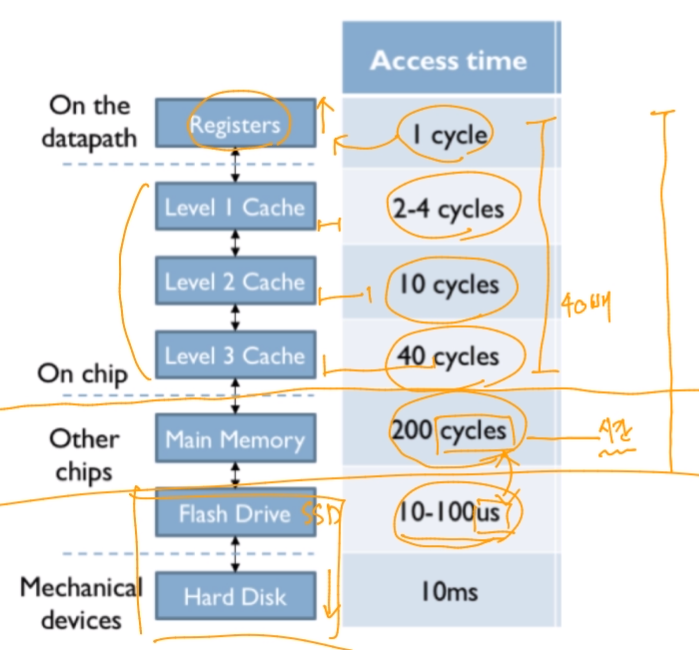 Access time
On the
datapath
Registers
1 cycle
Level 1 Cache
2-4 cycles
Level 2 Cache
10 cycles
40배
Level 3 Cache
40 cycles
On chip
Other
chips
Main Memory
200 cycles
시간
Flash Drive SSD
10-100us
Mechanical
devices
Hard Disk
10ms